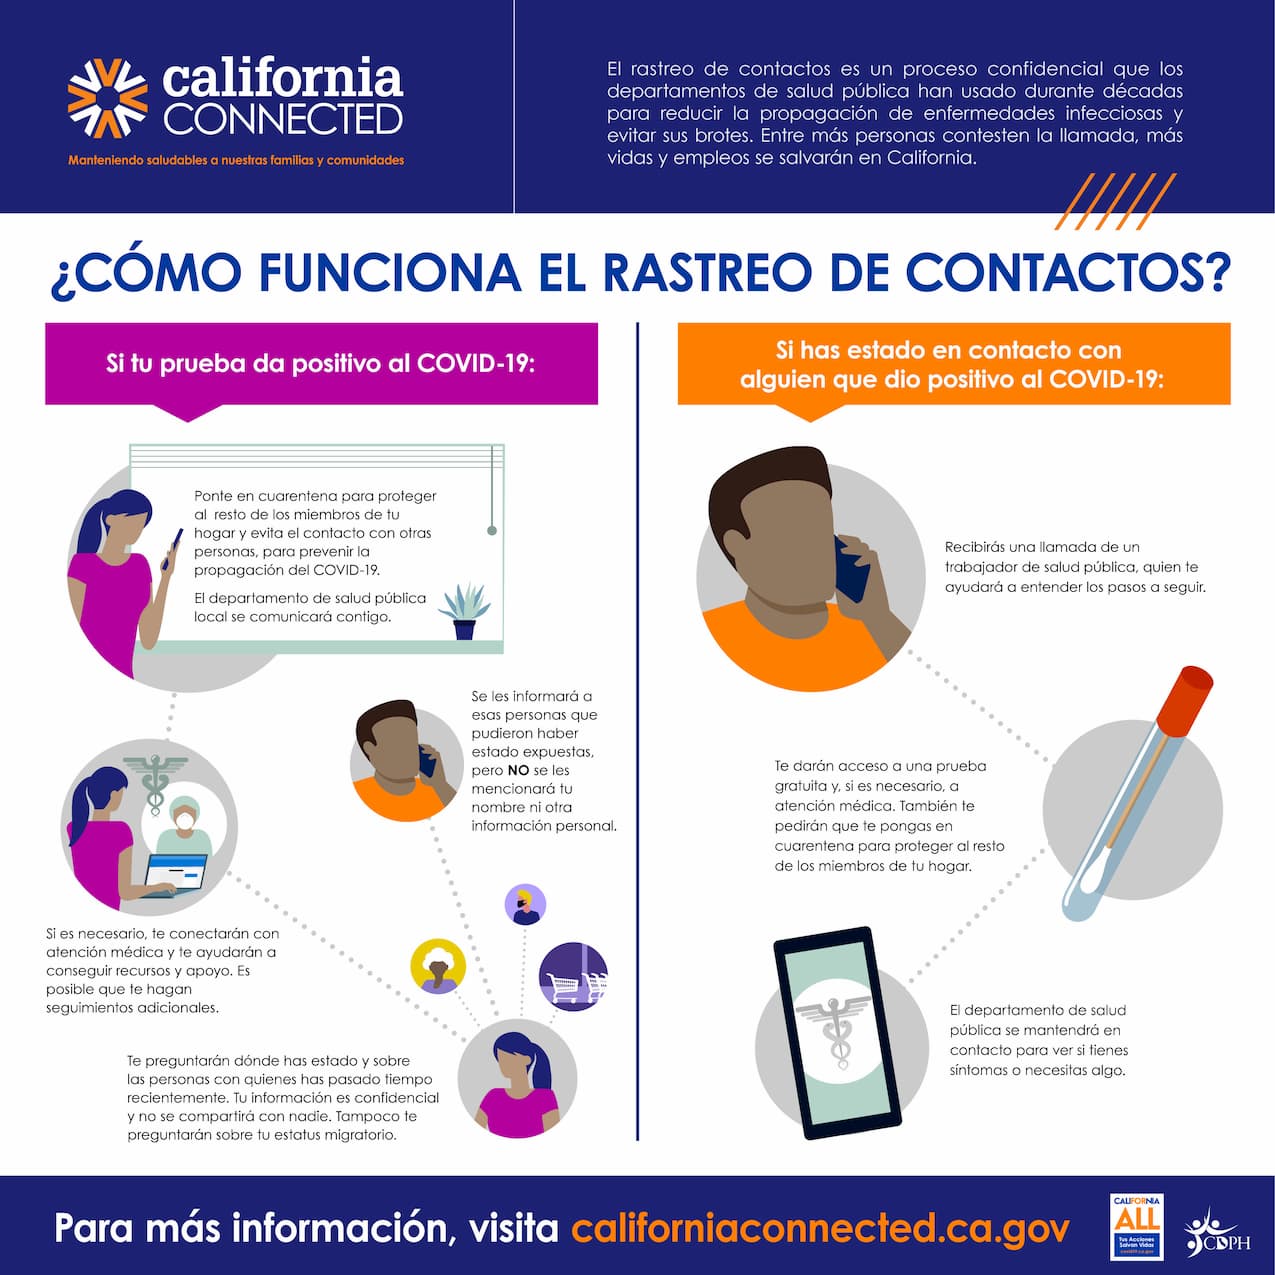 california
CONNECTED
Manteniendo saludables a nuestras familias y comunidades
El rastreo de contactos es un proceso confidencial que los
departamentos de salud pública han usado durante décadas
para reducir la propagación de enfermedades infecciosas y
evitar sus brotes. Entre más personas contesten la llamada, más
vidas y empleos se salvarán en California.
¿CÓMO FUNCIONA EL RASTREO DE CONTACTOS?
Si tu prueba da positivo al COVID-19:
Ponte en cuarentena para proteger
al resto de los miembros de tu
hogar y evita el contacto con otras
personas, para prevenir la
propagación del COVID-19.
El departamento de salud pública
local se comunicará contigo.
Se les informará a
esas personas que
pudieron haber
estado expuestas,
pero NO se les
mencionará tu
nombre ni otra
información personal.
Si es necesario, te conectarán con
atención médica y te ayudarán a
conseguir recursos y apoyo. Es
posible que te hagan
seguimientos adicionales.
Te preguntarán dónde has estado y sobre
las personas con quienes has pasado tiempo
recientemente. Tu información es confidencial
y no se compartirá con nadie. Tampoco te
preguntarán sobre tu estatus migratorio.
Si has estado en contacto con
alguien que dio positivo al COVID-19:
Recibirás una llamada de un
trabajador de salud pública, quien te
ayudará a entender los pasos a seguir.
Te darán acceso a una prueba
gratuita y, si es necesario, a
atención médica. También te
pedirán que te pongas en
cuarentena para proteger al resto
de los miembros de tu hogar.
El departamento de salud
pública se mantendrá en
contacto para ver si tienes
síntomas o necesitas algo.
Para más información, visita californiaconnected.ca.gov
CALIFORNIA
ALL
Tus Acciones
Salvan Vidas
covid19.ca.gov
CDPH